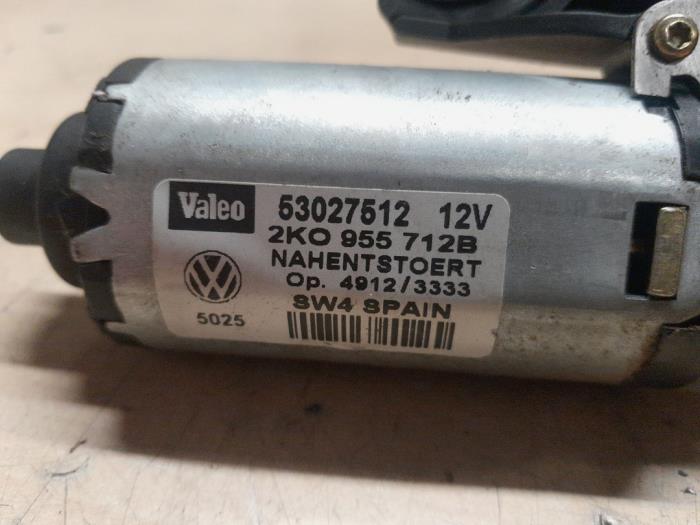 Valeo 53027512 12V
2KO 955 712B
NAHENTSTOERT
Op. 4912/3333
5025 SW4 SPAIN